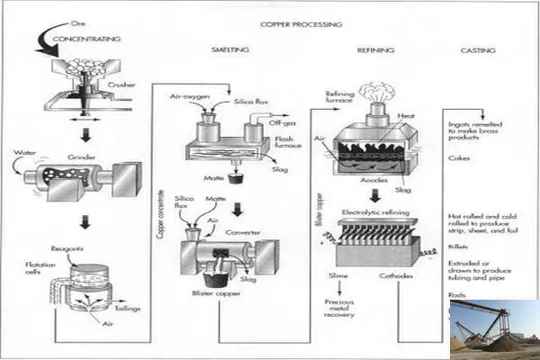 COPPER PROCESSING
Ore
CONCENTRATING
Crusher
Water
Grinder
Reagents
Flotation
cells
Tailings
Air
Copper concentrate
SMELTING
Air-oxygen
Silica flux
Off-gas
Flash
furnace
Slag
Matte
Silica
flux
Matte
Air
Converter
Slag
Blister copper
Blister copper
REFINING
Refining
furnace
Heat
Air
Anodes
Slag
Electrolytic refining
Slime
Cathodes
Precious
metal
recovery
CASTING
Ingots remelted
to make brass
products
Cakes
Hot rolled and cold
rolled to produce
strip, sheet, and foil
Billets
Extruded or
drawn to produce
tubing and pipe
Rods